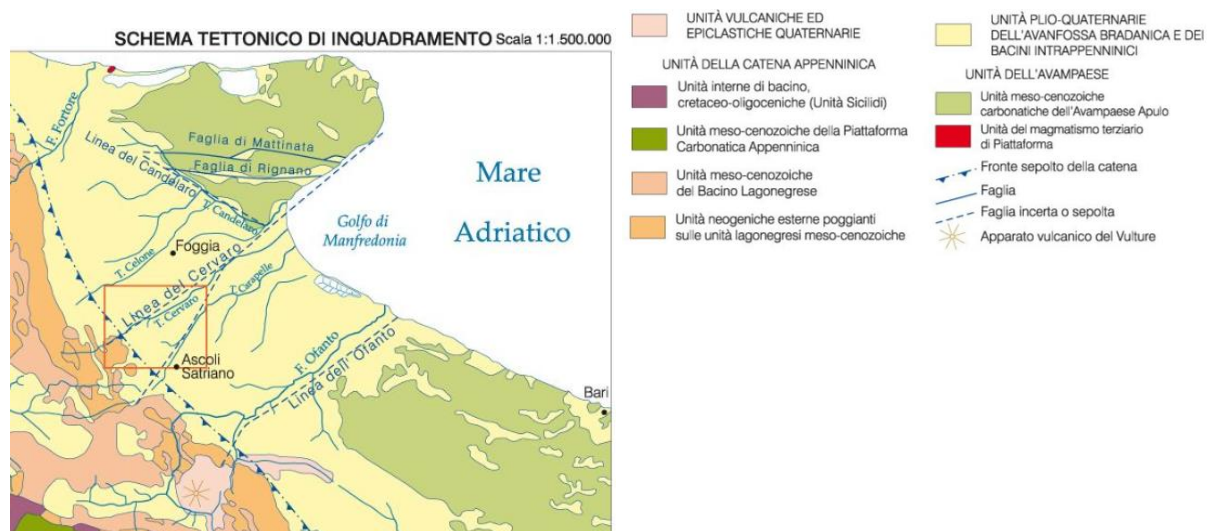 SCHEMA TETTONICO DI INQUADRAMENTO Scala 1:1.500.000
F. Fortore
Linea del Candelaro
Faglia di Mattinata
Faglia di Rignano
T. Candelaro
Mare
Adriatico
Golfo di
Manfredonia
Foggia
T. Celone
Linea del Cervaro
T. Cervaro
T. Carapelle
Ascoli
Satriano
F. Ofanto
Linea dell'Ofanto
Bari
UNITÀ VULCANICHE ED
EPICLASTICHE QUATERNARIE
UNITÀ DELLA CATENA APPENNINICA
Unità interne di bacino,
cretaceo-oligoceniche (Unità Sicilidi)
Unità meso-cenozoiche della Piattaforma
Carbonatica Appenninica
Unità meso-cenozoiche
del Bacino Lagonegrese
Unità neogeniche esterne poggianti
sulle unità lagonegresi meso-cenozoiche
UNITÀ PLIO-QUATERNARIE
DELL'AVANFOSSA BRADANICA E DEI
BACINI INTRAPPENNINICI
UNITÀ DELL'AVAMPAESE
Unità meso-cenozoiche
carbonatiche dell'Avampaese Apulo
Unità del magmatismo terziario
di Piattaforma
Fronte sepolto della catena
Faglia
Faglia incerta o sepolta
Apparato vulcanico del Vulture